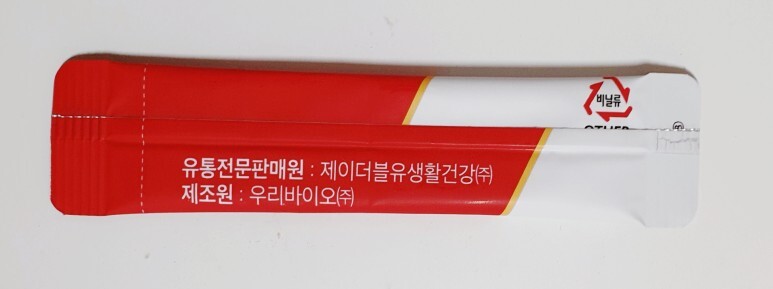 비닐류
OTHER
유통전문판매원 : 제이더블유생활건강㈜
제조원 : 우리바이오㈜